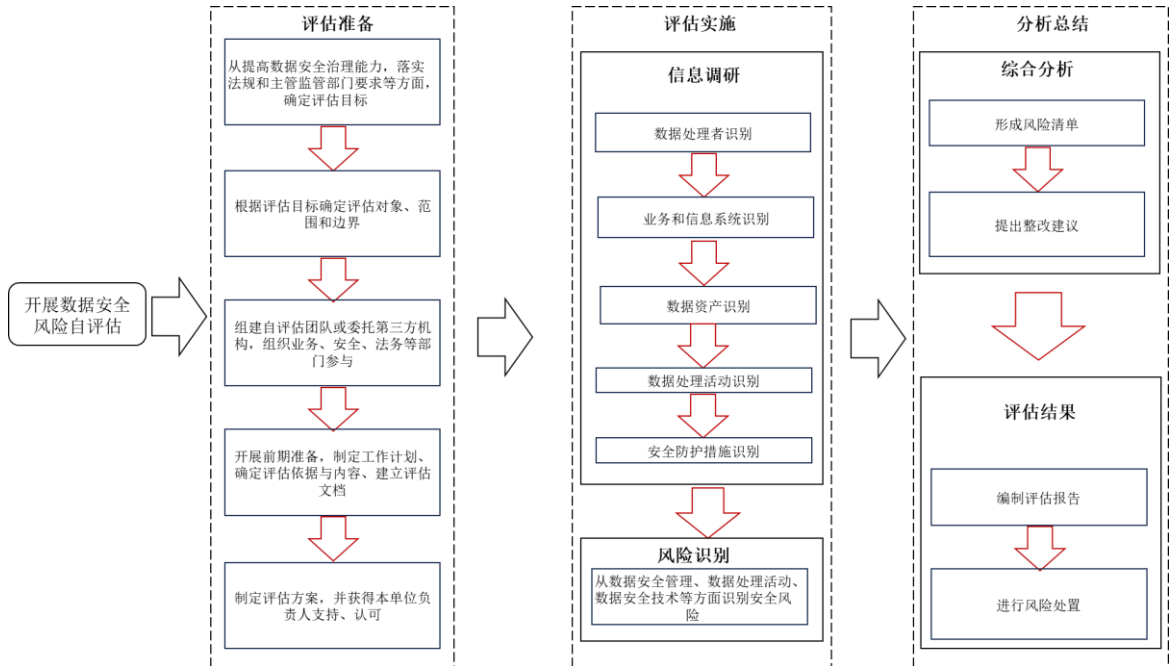 开展数据安全
风险自评估
评估准备
从提高数据安全治理能力，落实
法规和主管监管部门要求等方面，
确定评估目标
根据评估目标确定评估对象、范
围和边界
组建自评估团队或委托第三方机
构，组织业务、安全、法务等部
门参与
开展前期准备，制定工作计划、
确定评估依据与内容、建立评估
文档
制定评估方案，并获得本单位负
责人支持、认可
评估实施
信息调研
数据处理者识别
业务和信息系统识别
数据资产识别
数据处理活动识别
安全防护措施识别
风险识别
从数据安全管理、数据处理活动、
数据安全技术等方面识别安全风
险
分析总结
综合分析
形成风险清单
提出整改建议
评估结果
编制评估报告
进行风险处置